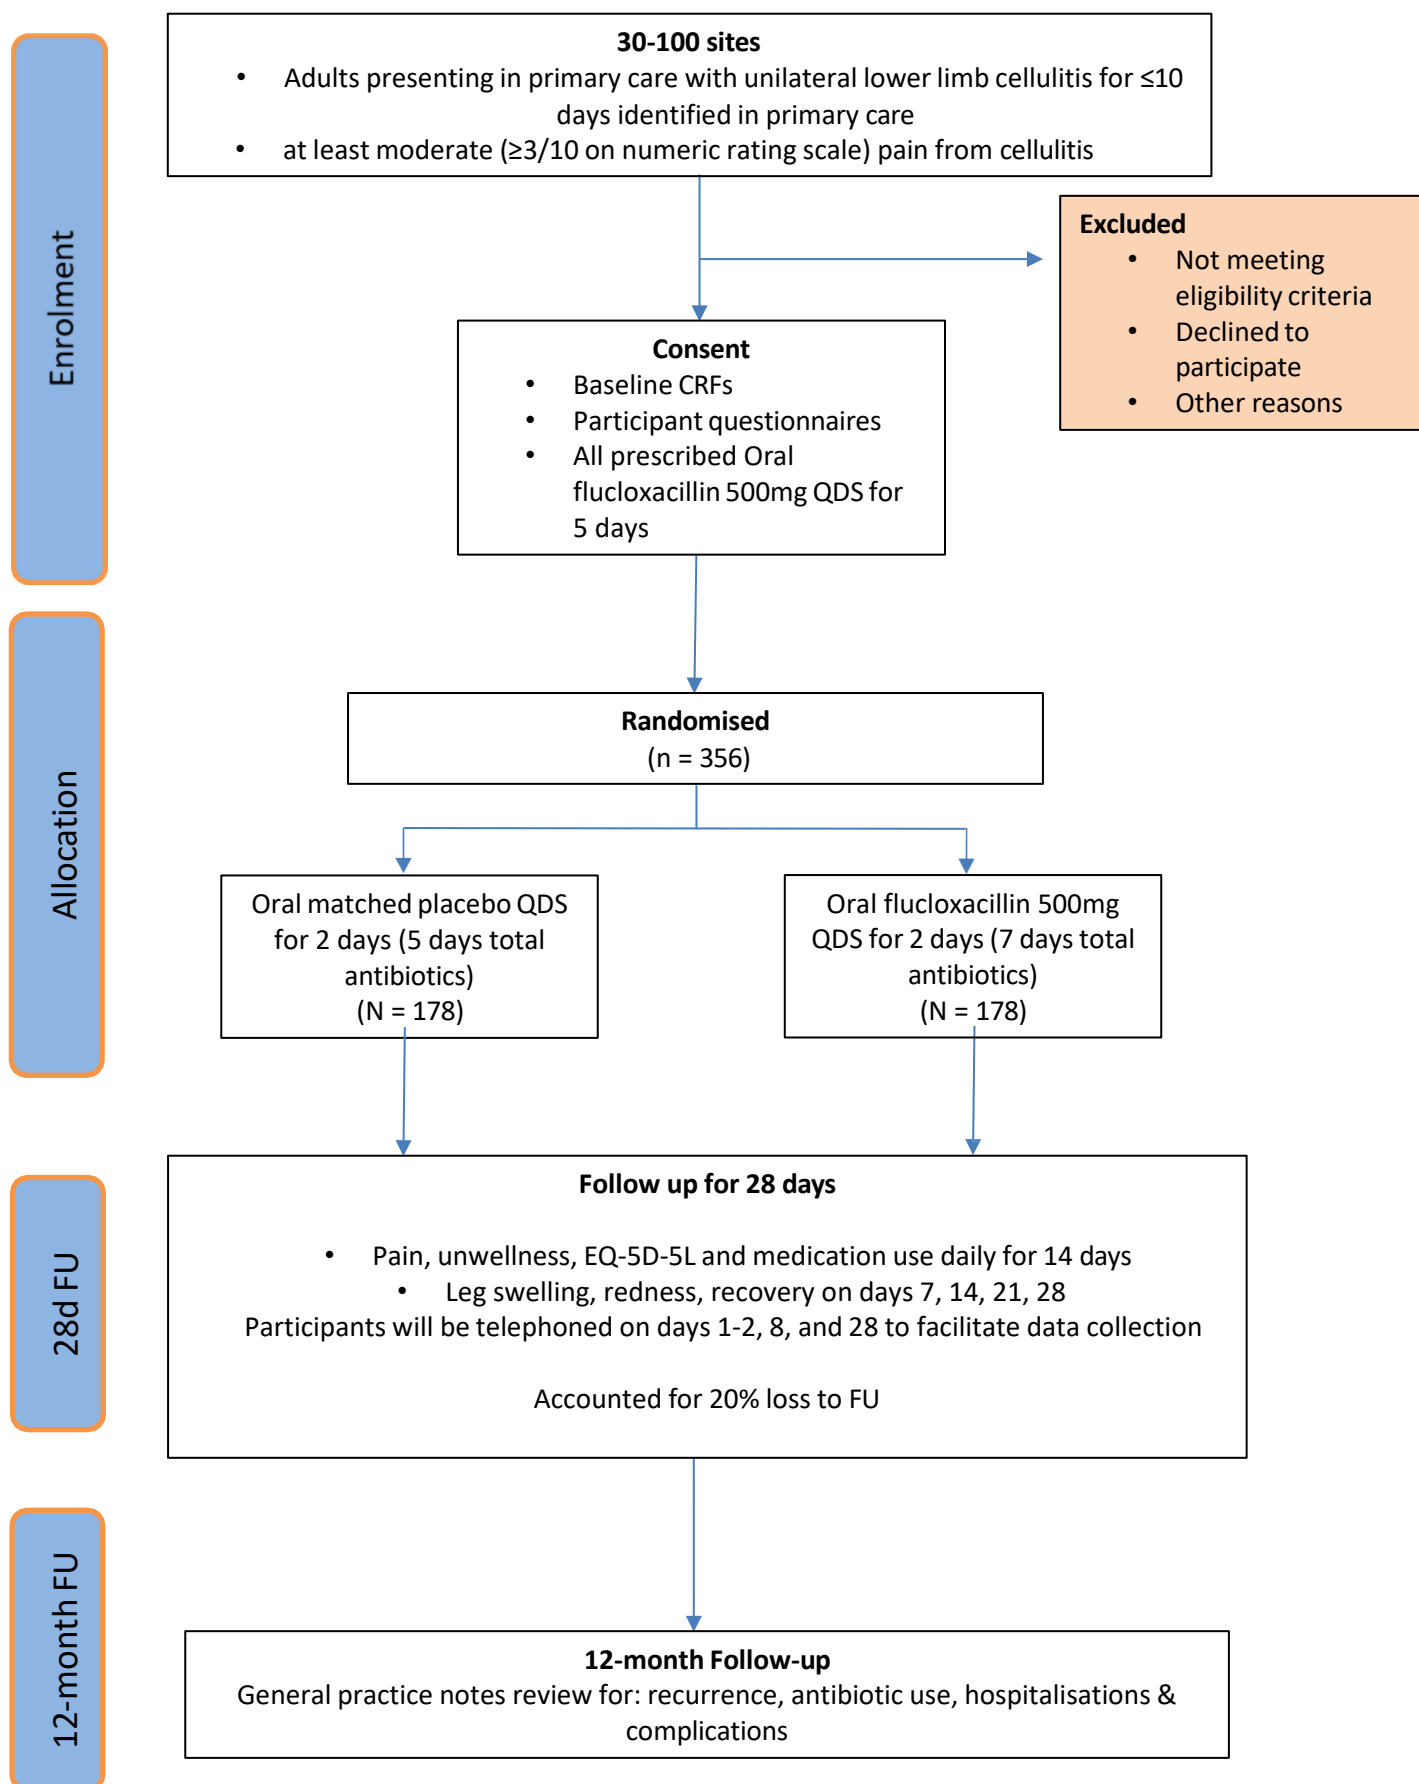 30-100 sites
• Adults presenting in primary care with unilateral lower limb cellulitis for ≤10
days identified in primary care
• at least moderate (≥3/10 on numeric rating scale) pain from cellulitis
Enrolment
Excluded
• Not meeting
eligibility criteria
• Declined to
participate
• Other reasons
Consent
• Baseline CRFs
• Participant questionnaires
• All prescribed Oral
flucloxacillin 500mg QDS for
5 days
Allocation
Randomised
(n = 356)
Oral matched placebo QDS
for 2 days (5 days total
antibiotics)
(N = 178)
Oral flucloxacillin 500mg
QDS for 2 days (7 days total
antibiotics)
(N = 178)
28d FU
Follow up for 28 days
• Pain, unwellness, EQ-5D-5L and medication use daily for 14 days
• Leg swelling, redness, recovery on days 7, 14, 21, 28
Participants will be telephoned on days 1-2, 8, and 28 to facilitate data collection
Accounted for 20% loss to FU
12-month FU
12-month Follow-up
General practice notes review for: recurrence, antibiotic use, hospitalisations &
complications